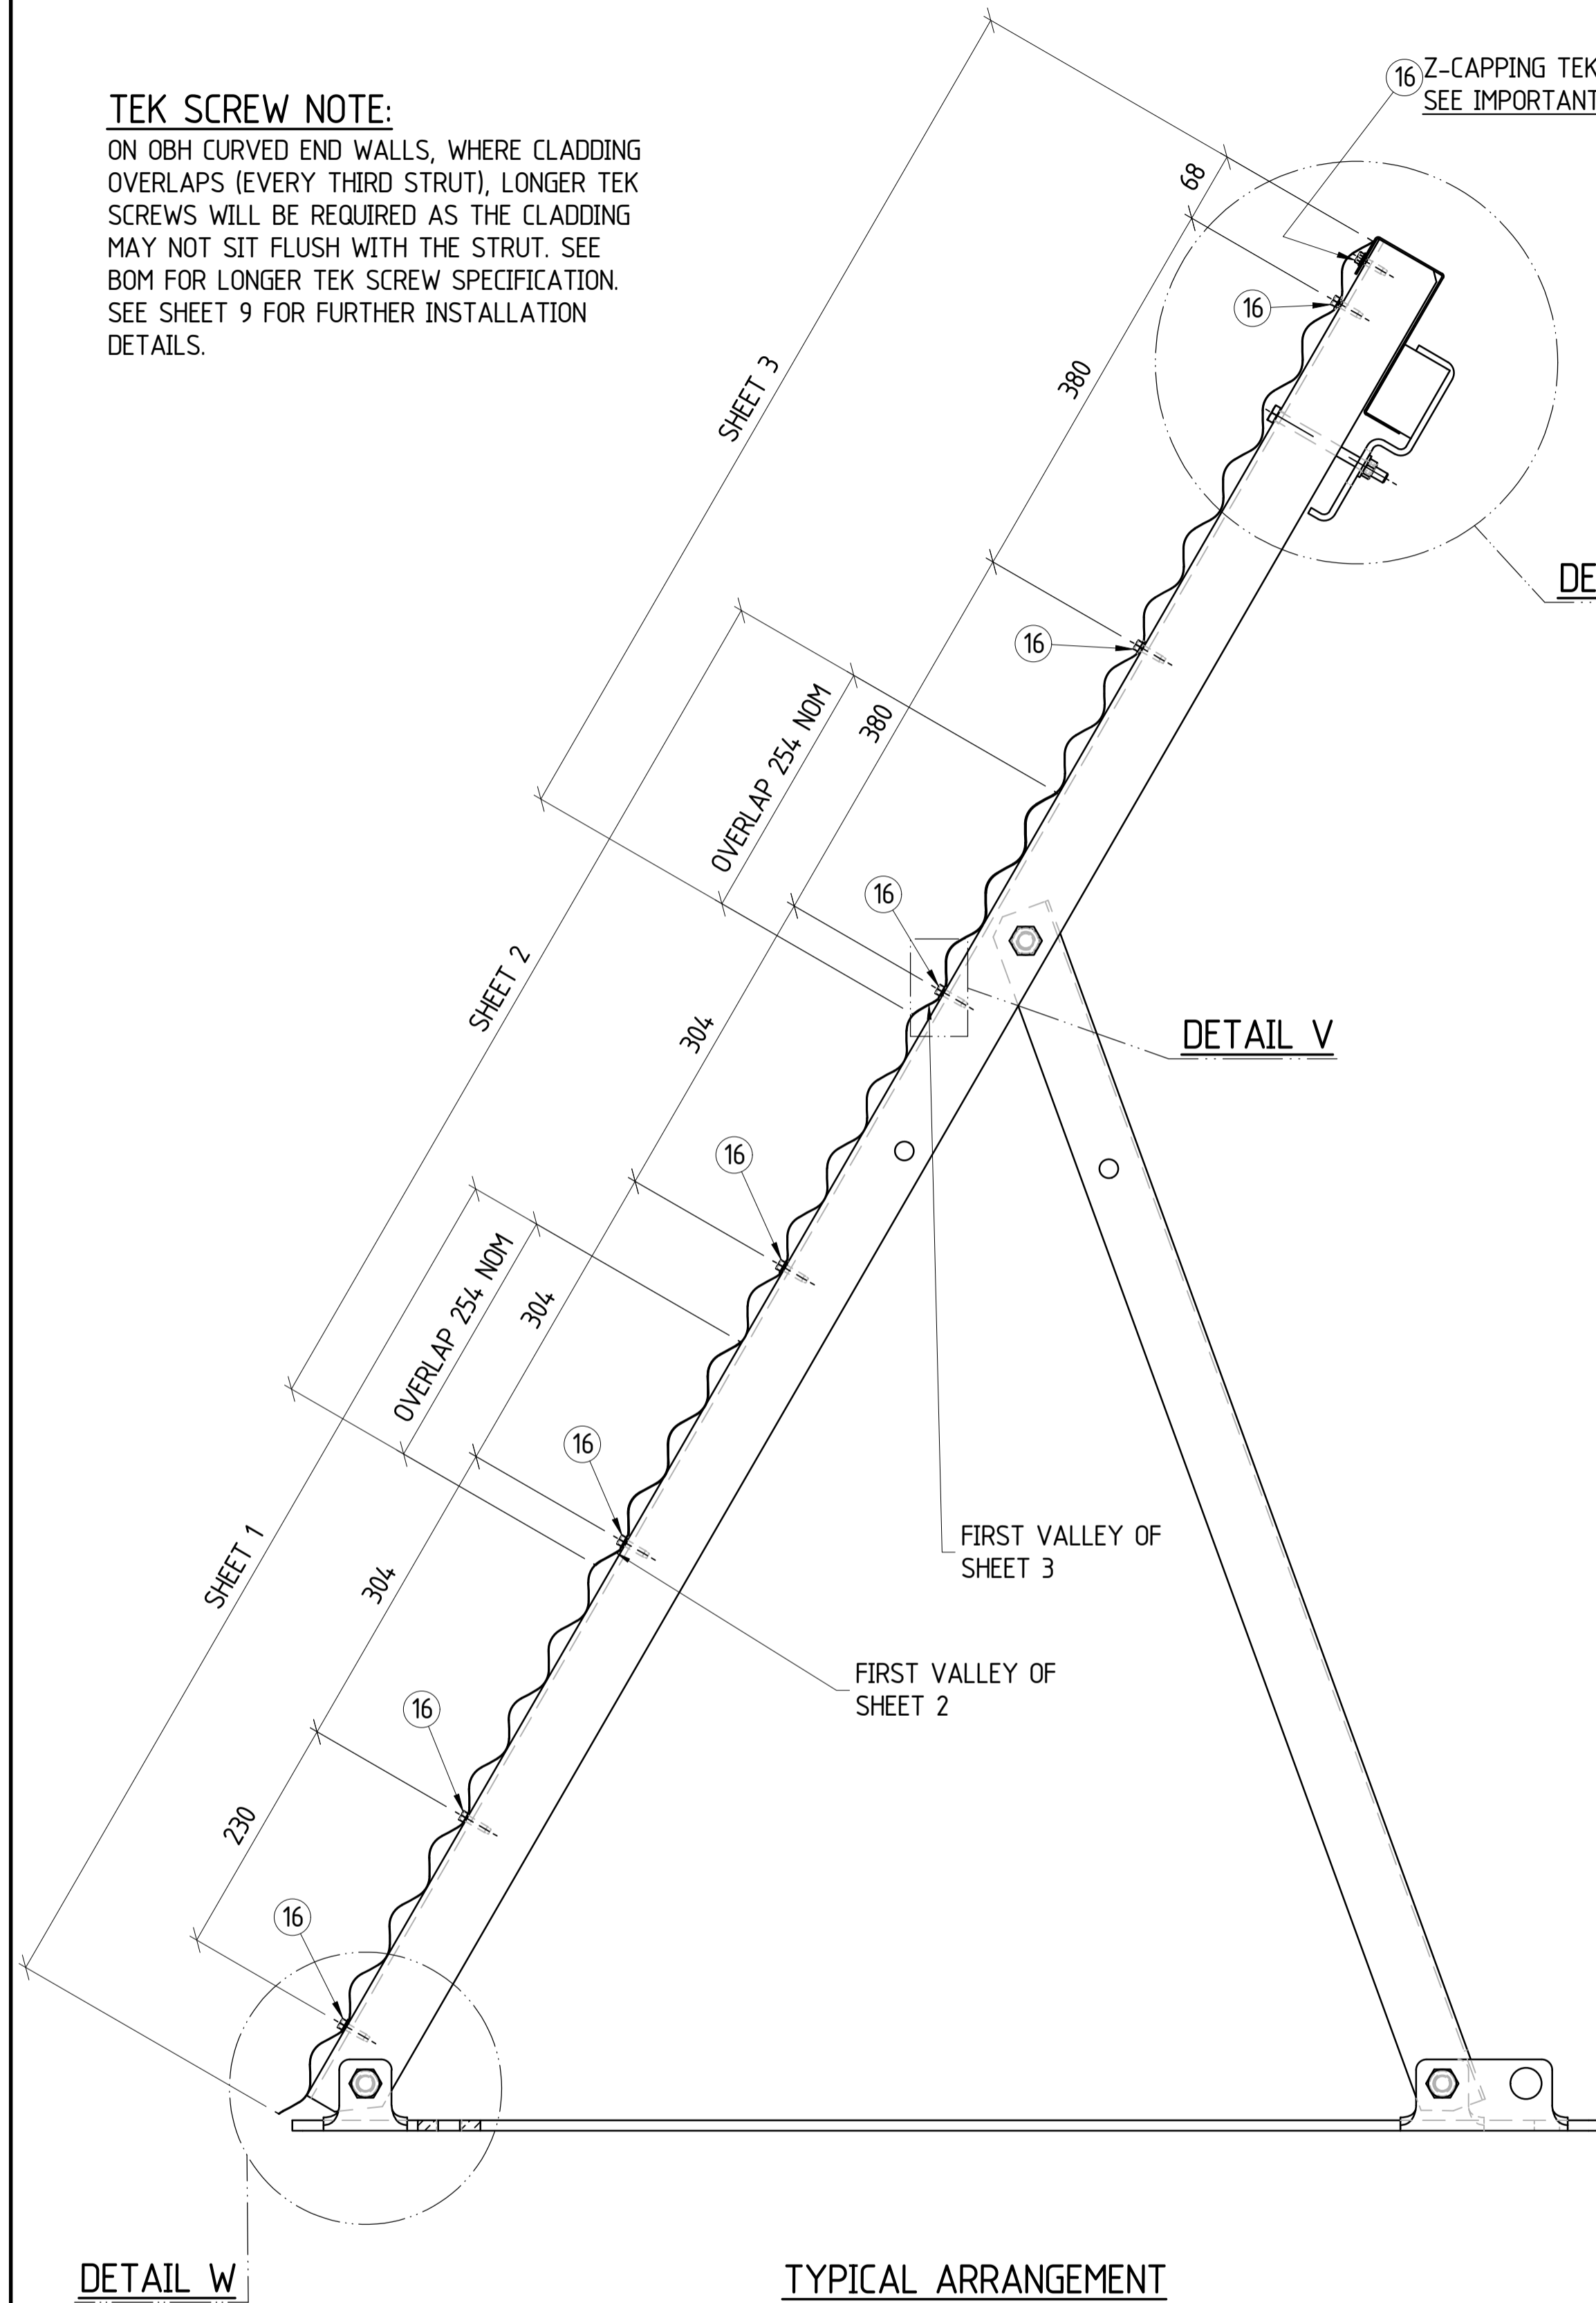 TEK SCREW NOTE:
ON OBH CURVED END WALLS, WHERE CLADDING
OVERLAPS (EVERY THIRD STRUT), LONGER TEK
SCREWS WILL BE REQUIRED AS THE CLADDING
MAY NOT SIT FLUSH WITH THE STRUT. SEE
BOM FOR LONGER TEK SCREW SPECIFICATION.
SEE SHEET 9 FOR FURTHER INSTALLATION
DETAILS.
16
Z-CAPPING TEK
SEE IMPORTANT
68
16
380
SHEET 3
DE
16
OVERLAP 254 NOM
380
16
SHEET 2
304
DETAIL V
16
OVERLAP 254 NOM
304
16
FIRST VALLEY OF
SHEET 3
SHEET 1
304
FIRST VALLEY OF
SHEET 2
16
230
16
DETAIL W
TYPICAL ARRANGEMENT